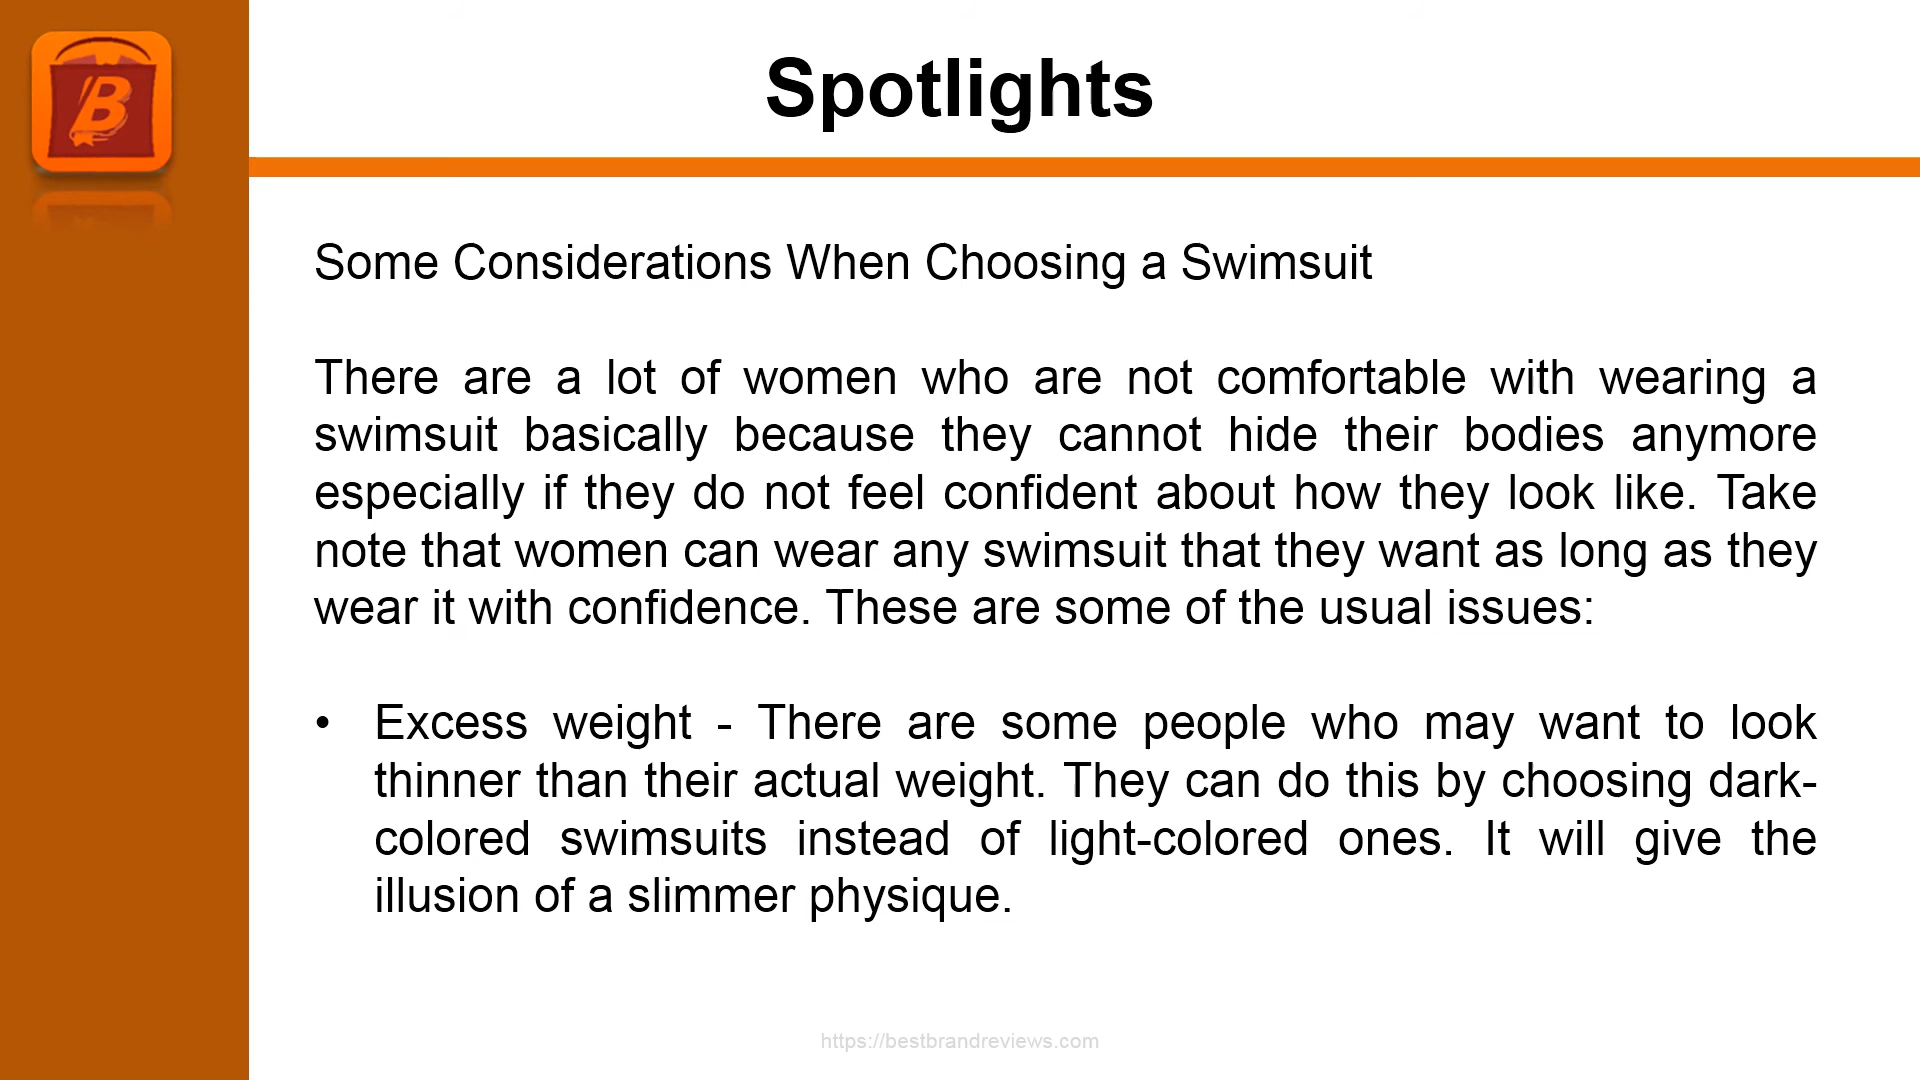 B
Spotlights
Some Considerations When Choosing a Swimsuit
There are a lot of women who are not comfortable with wearing a
swimsuit basically because they cannot hide their bodies anymore
especially if they do not feel confident about how they look like. Take
note that women can wear any swimsuit that they want as long as they
wear it with confidence. These are some of the usual issues:
• Excess weight - There are some people who may want to look
thinner than their actual weight. They can do this by choosing dark-
colored swimsuits instead of light-colored ones. It will give the
illusion of a slimmer physique.
https://bestbrandreviews.com